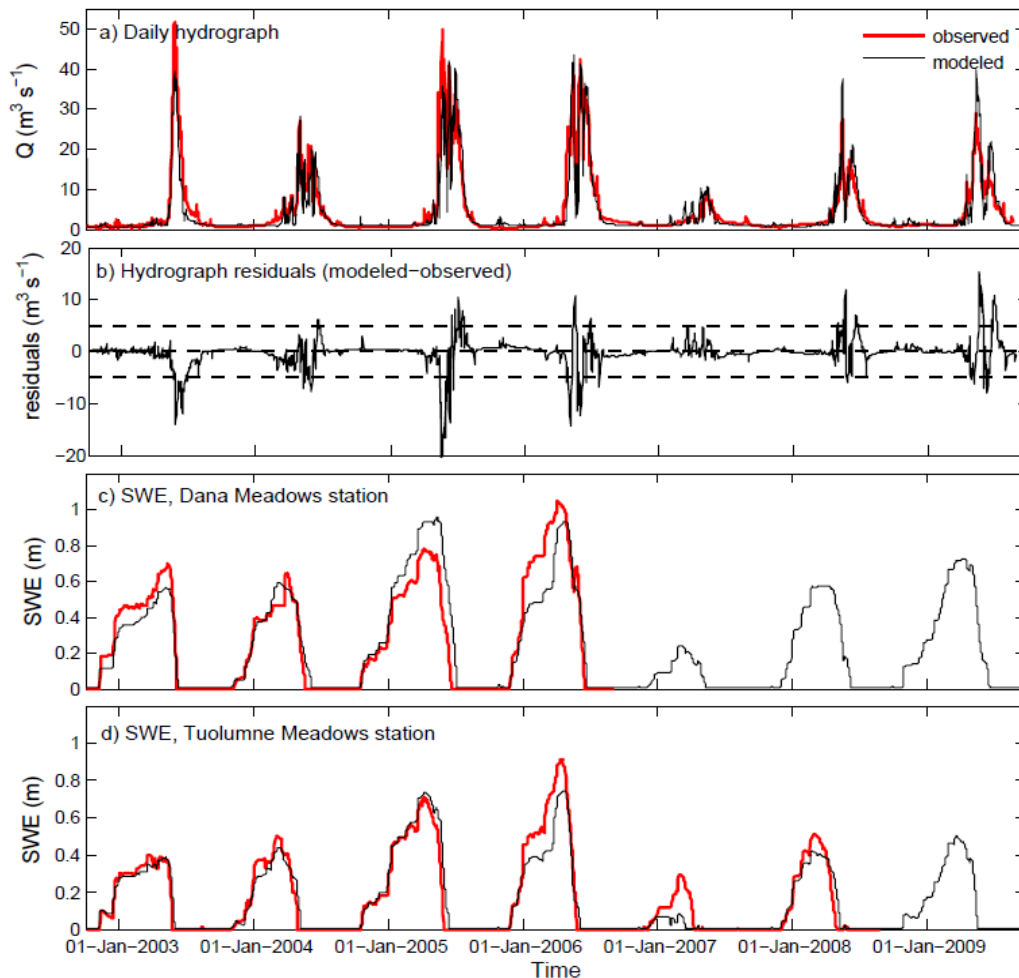 a) Daily hydrograph
observed
modeled
Q (m³ s⁻¹)
50
40
30
20
10
0
b) Hydrograph residuals (modeled−observed)
residuals (m³ s⁻¹)
20
10
0
−10
−20
c) SWE, Dana Meadows station
SWE (m)
1
0.8
0.6
0.4
0.2
0
d) SWE, Tuolumne Meadows station
SWE (m)
1
0.8
0.6
0.4
0.2
0
01−Jan−2003 01−Jan−2004 01−Jan−2005 01−Jan−2006 01−Jan−2007 01−Jan−2008 01−Jan−2009
Time